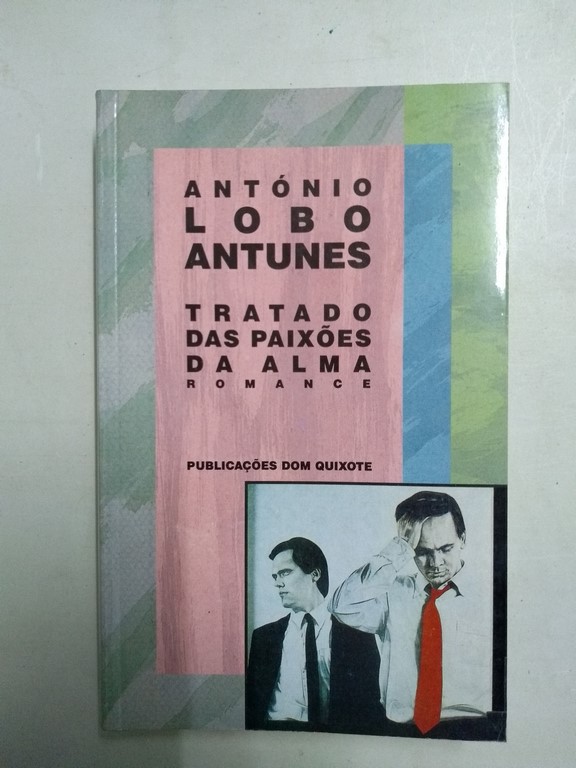 ANTÓNIO
LOBO
ANTUNES
TRATADO
DAS PAIXÕES
DA ALMA
ROMANCE
PUBLICAÇÕES DOM QUIXOTE